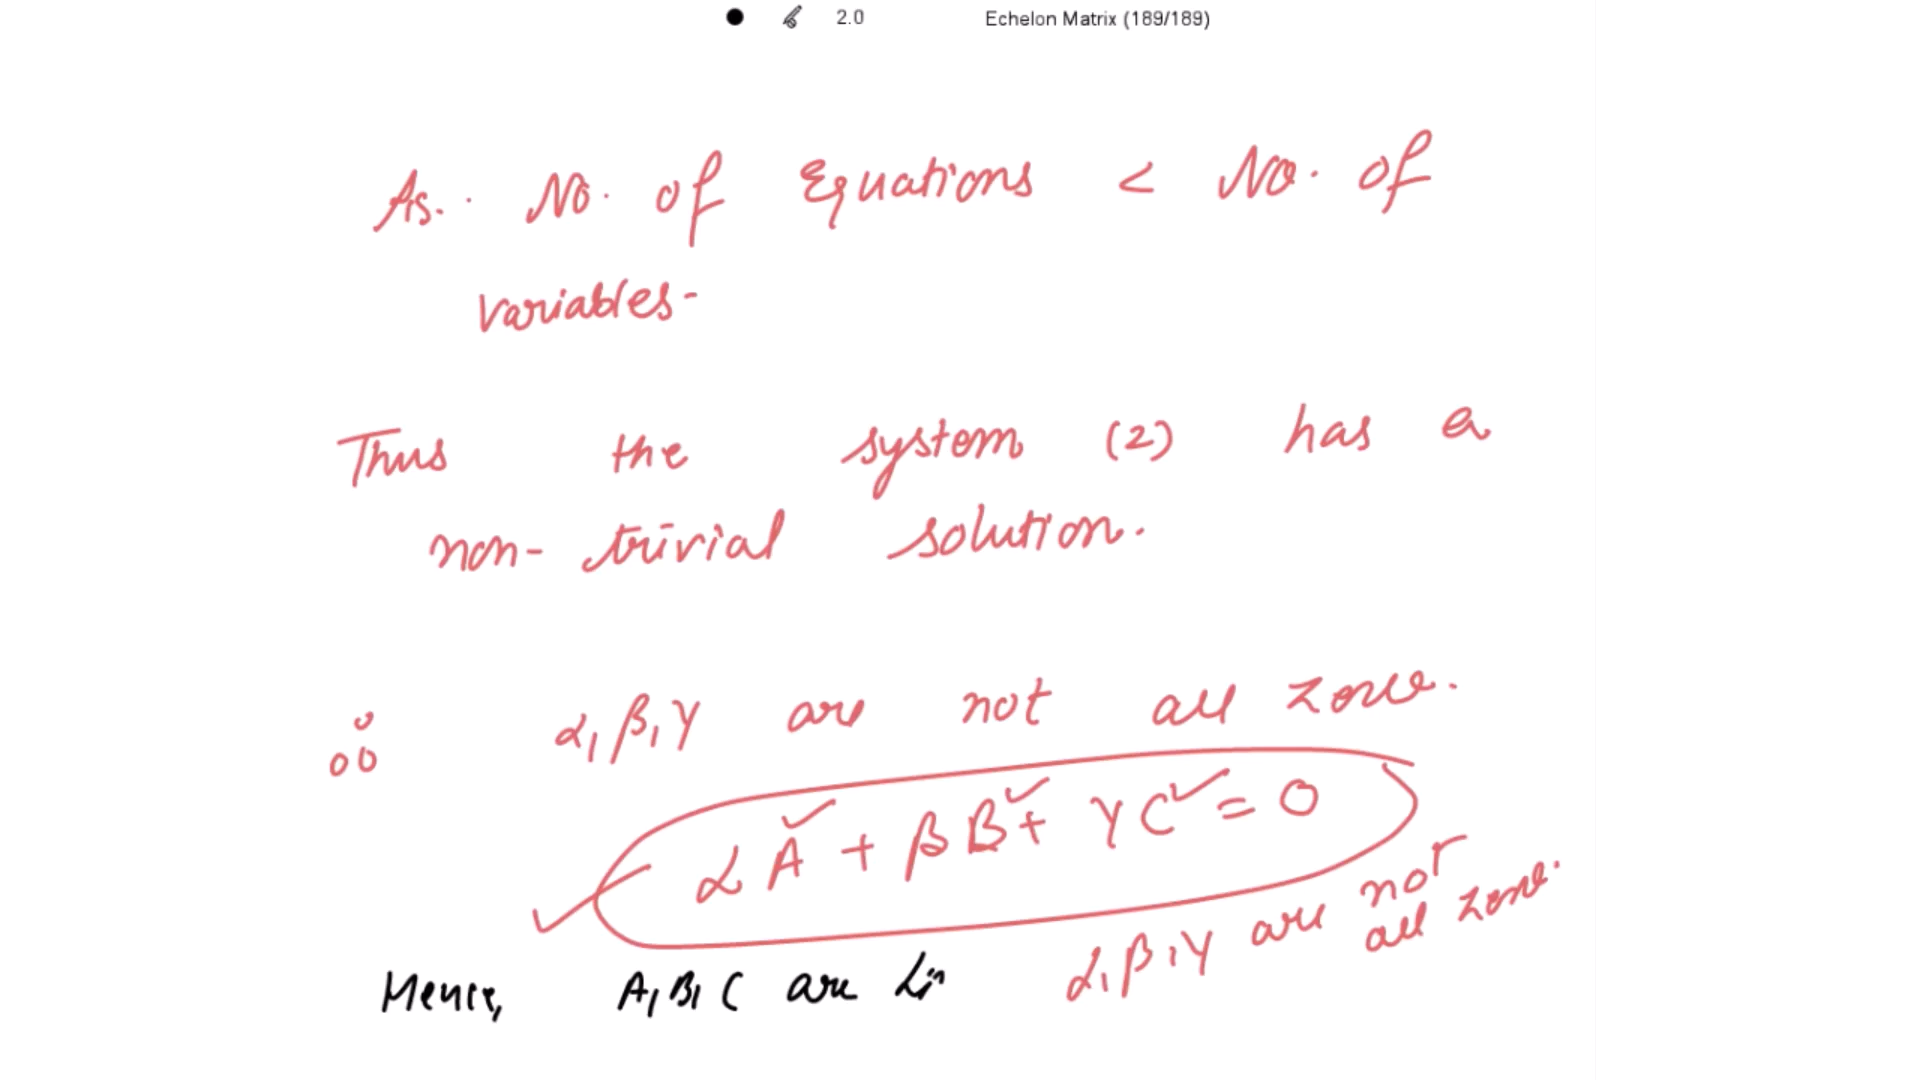 2.0 Echelon Matrix (189/189)
As. No. of Equations < No. of
variables-
Thus the system (2) has a
non-trivial solution.
∴ α, β, γ are not all zero.
αA + βB + γC = 0
α, β, γ are not
all zero.
Hence, A, B, C are Lin